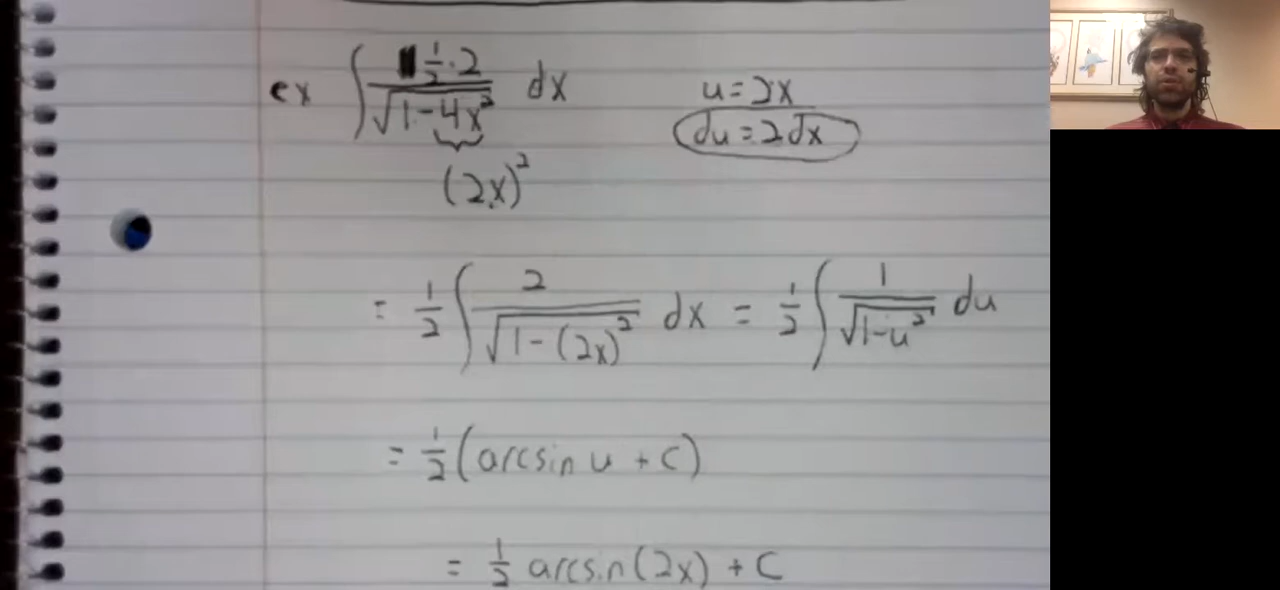 ex ∫ (1/2 · 2)/√(1-4x²) dx
u=2x
du=2dx
(2x)²
= 1/2 ∫ 2/√(1-(2x)²) dx = 1/2 ∫ 1/√(1-u²) du
= 1/2 (arcsin u + C)
= 1/2 arcsin(2x) + C